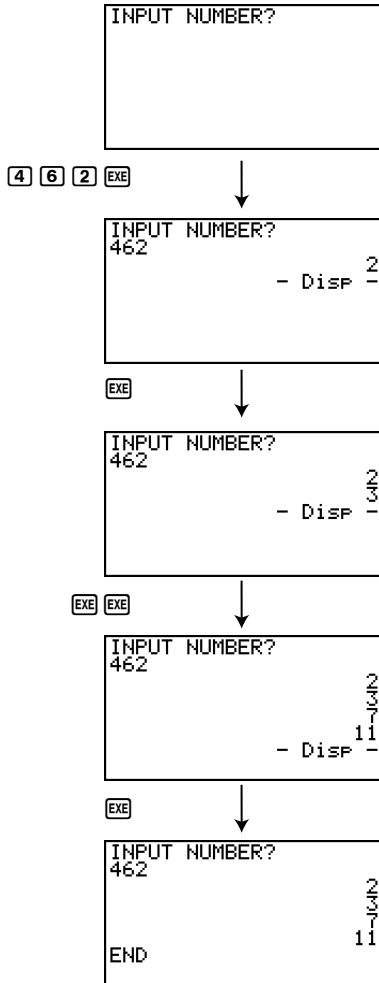 INPUT NUMBER?
4 6 2 EXE
INPUT NUMBER?
462
2
- Disp -
EXE
INPUT NUMBER?
462
2
3
- Disp -
EXE EXE
INPUT NUMBER?
462
2
3
7
11
- Disp -
EXE
INPUT NUMBER?
462
2
3
7
11
END